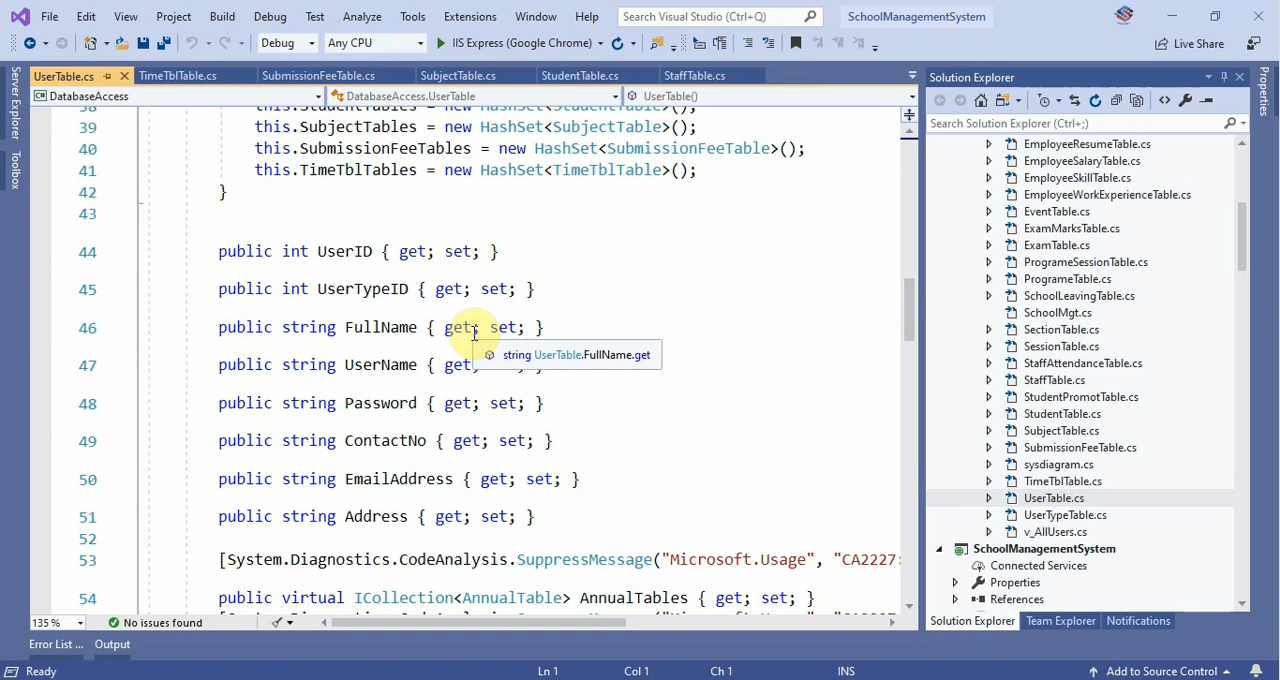 File Edit View Project Build Debug Test Analyze Tools Extensions Window Help Search Visual Studio (Ctrl+Q) SchoolManagementSystem
Debug Any CPU IIS Express (Google Chrome) Live Share
Server Explorer
Toolbox
UserTable.cs TimeTblTable.cs SubmissionFeeTable.cs SubjectTable.cs StudentTable.cs StaffTable.cs
DatabaseAccess DatabaseAccess.UserTable UserTable()
38 this.StudentTables = new HashSet<StudentTable>();
39 this.SubjectTables = new HashSet<SubjectTable>();
40 this.SubmissionFeeTables = new HashSet<SubmissionFeeTable>();
41 this.TimeTblTables = new HashSet<TimeTblTable>();
42 }
43
44 public int UserID { get; set; }
45 public int UserTypeID { get; set; }
46 public string FullName { get; set; }
string UserTable.FullName.get
47 public string UserName { get;
48 public string Password { get; set; }
49 public string ContactNo { get; set; }
50 public string EmailAddress { get; set; }
51 public string Address { get; set; }
52
53 [System.Diagnostics.CodeAnalysis.SuppressMessage("Microsoft.Usage", "CA2227:
54 public virtual ICollection<AnnualTable> AnnualTables { get; set; }
135 % No issues found
Solution Explorer
Search Solution Explorer (Ctrl+;)
EmployeeResumeTable.cs
EmployeeSalaryTable.cs
EmployeeSkillTable.cs
EmployeeWorkExperienceTable.cs
EventTable.cs
ExamMarksTable.cs
ExamTable.cs
ProgrameSessionTable.cs
ProgrameTable.cs
SchoolLeavingTable.cs
SchoolMgt.cs
SectionTable.cs
SessionTable.cs
StaffAttendanceTable.cs
StaffTable.cs
StudentPromotTable.cs
StudentTable.cs
SubjectTable.cs
SubmissionFeeTable.cs
sysdiagram.cs
TimeTblTable.cs
UserTable.cs
UserTypeTable.cs
v_AllUsers.cs
SchoolManagementSystem
Connected Services
Properties
References
Solution Explorer Team Explorer Notifications
Properties
Error List ... Output
Ready Ln 1 Col 1 Ch 1 INS Add to Source Control